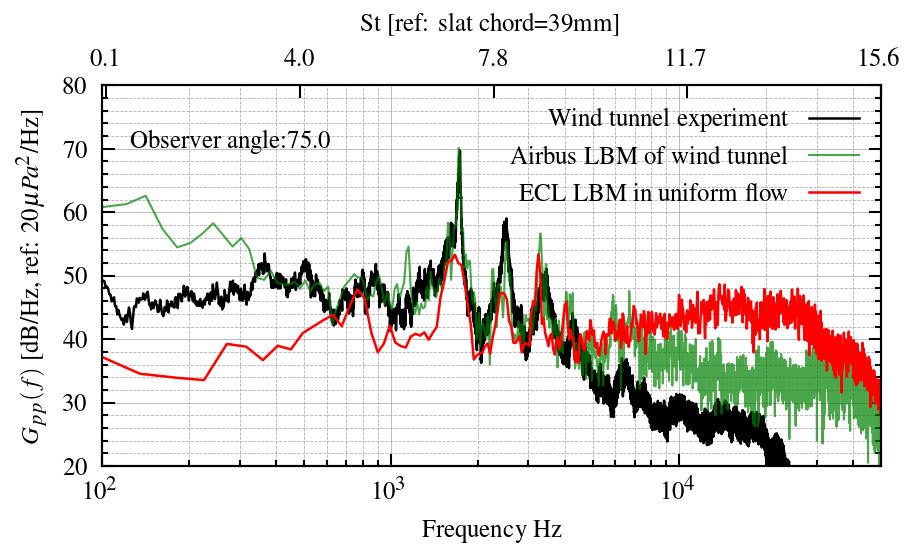 St [ref: slat chord=39mm]
0.1 4.0 7.8 11.7 15.6
80
70
60
50
40
30
20
G_{pp}(f) [dB/Hz, ref: 20μPa²/Hz]
Observer angle:75.0
Wind tunnel experiment
Airbus LBM of wind tunnel
ECL LBM in uniform flow
10² 10³ 10⁴
Frequency Hz